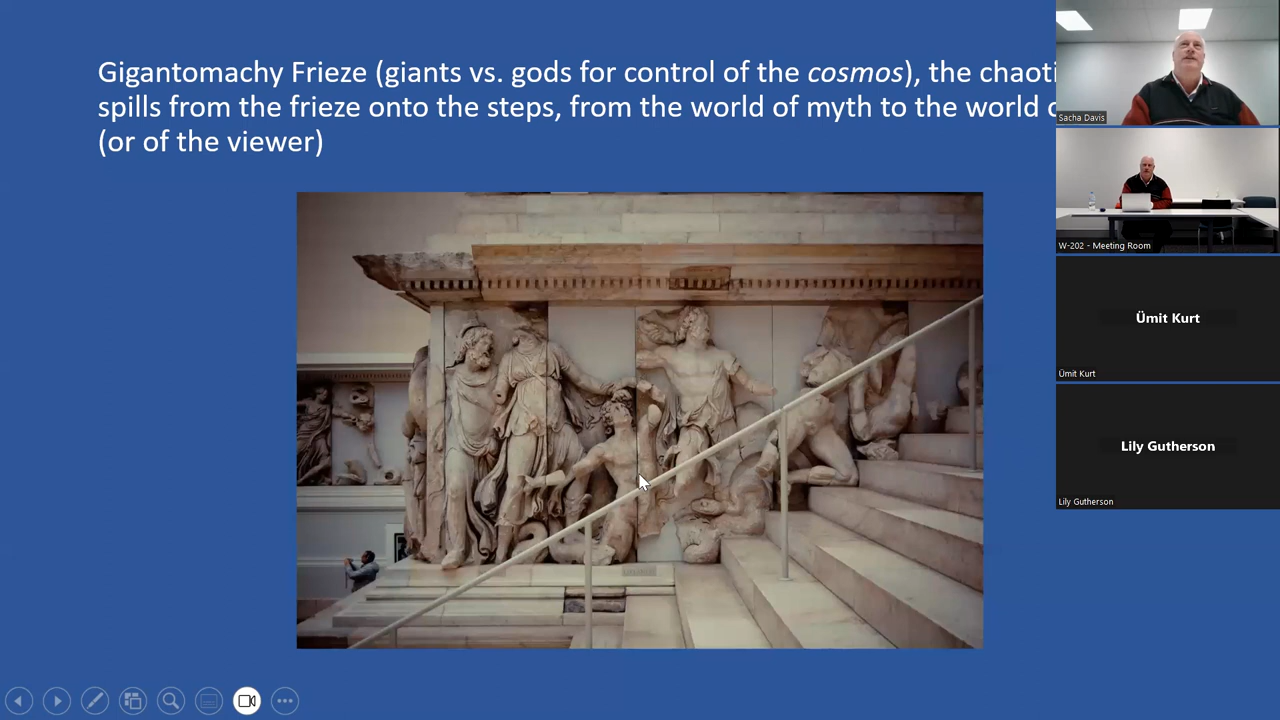 Gigantomachy Frieze (giants vs. gods for control of the cosmos), the chaoti
spills from the frieze onto the steps, from the world of myth to the world
(or of the viewer)
Sacha Davis
W-202 - Meeting Room
Ümit Kurt
Ümit Kurt
Lily Gutherson
Lily Gutherson